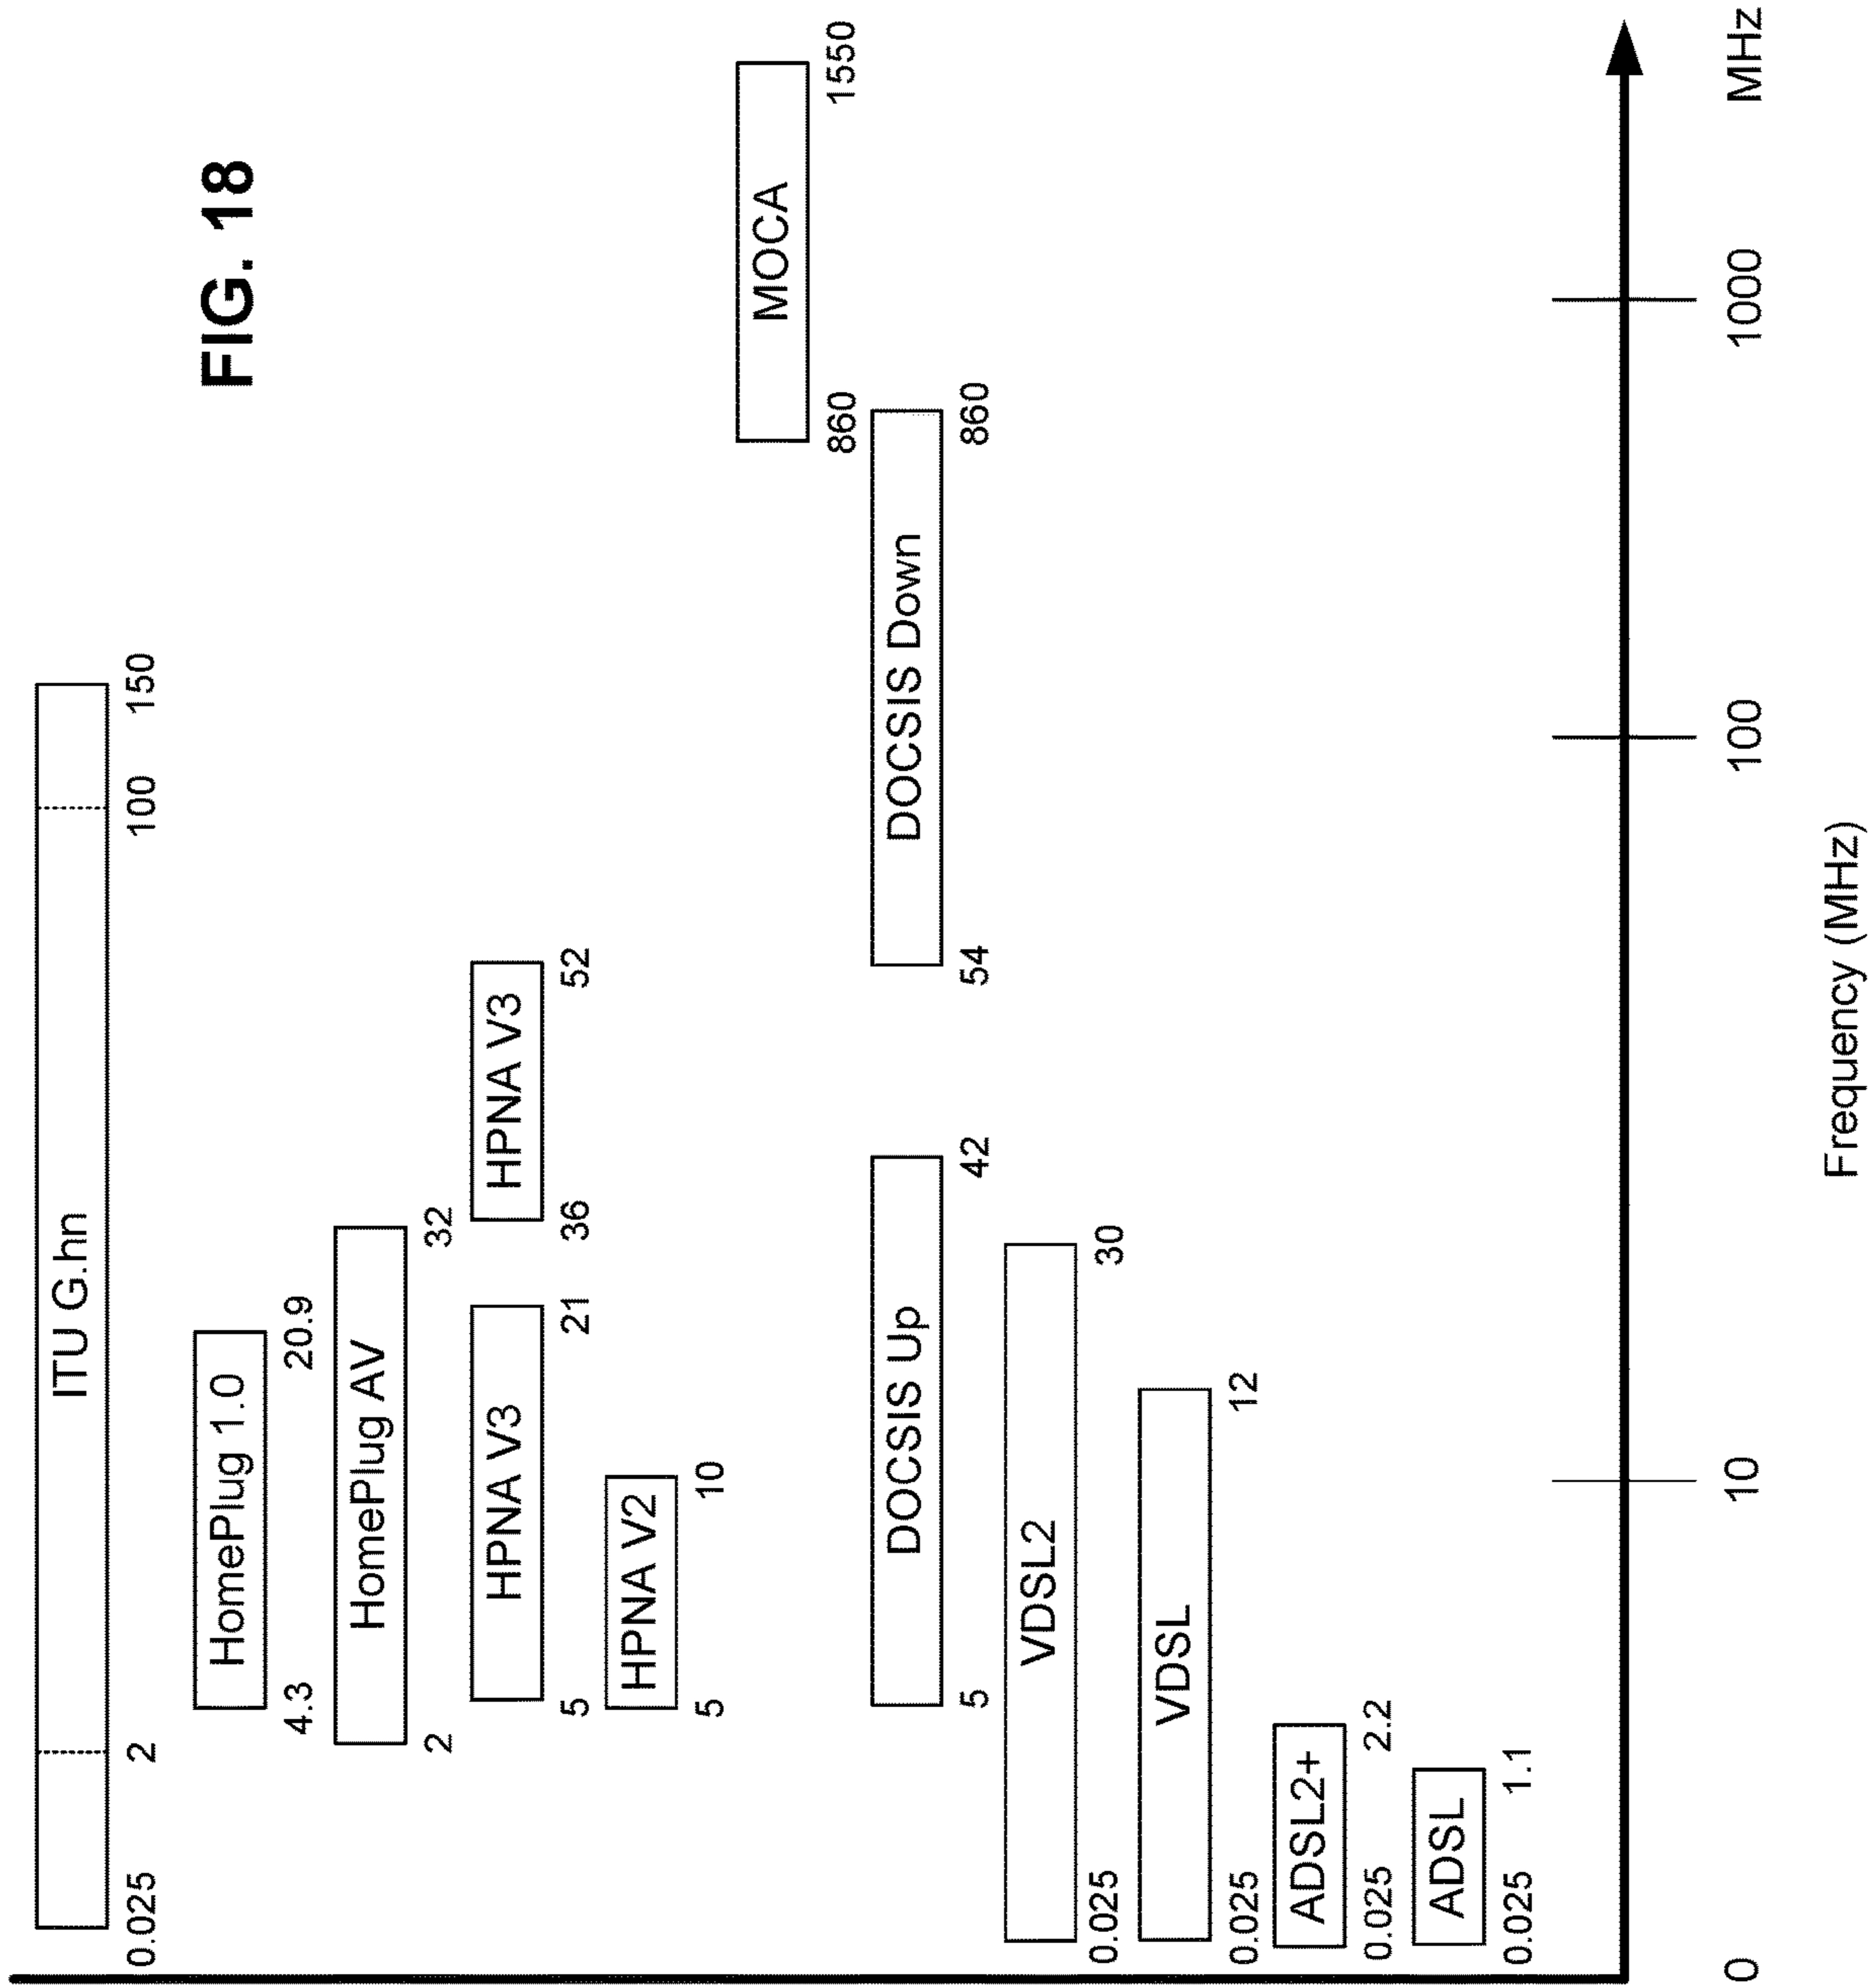 FIG. 18
ITU G.hn
0.025
2
100
150
HomePlug 1.0
4.3
20.9
HomePlug AV
2
32
HPNA V3
HPNA V3
5
21
36
52
HPNA V2
5
10
MOCA
860
1550
DOCSIS Up
DOCSIS Down
5
42
54
860
VDSL2
0.025
30
VDSL
0.025
12
ADSL2+
0.025
2.2
ADSL
0.025
1.1
0
10
100
1000
MHz
Frequency (MHz)